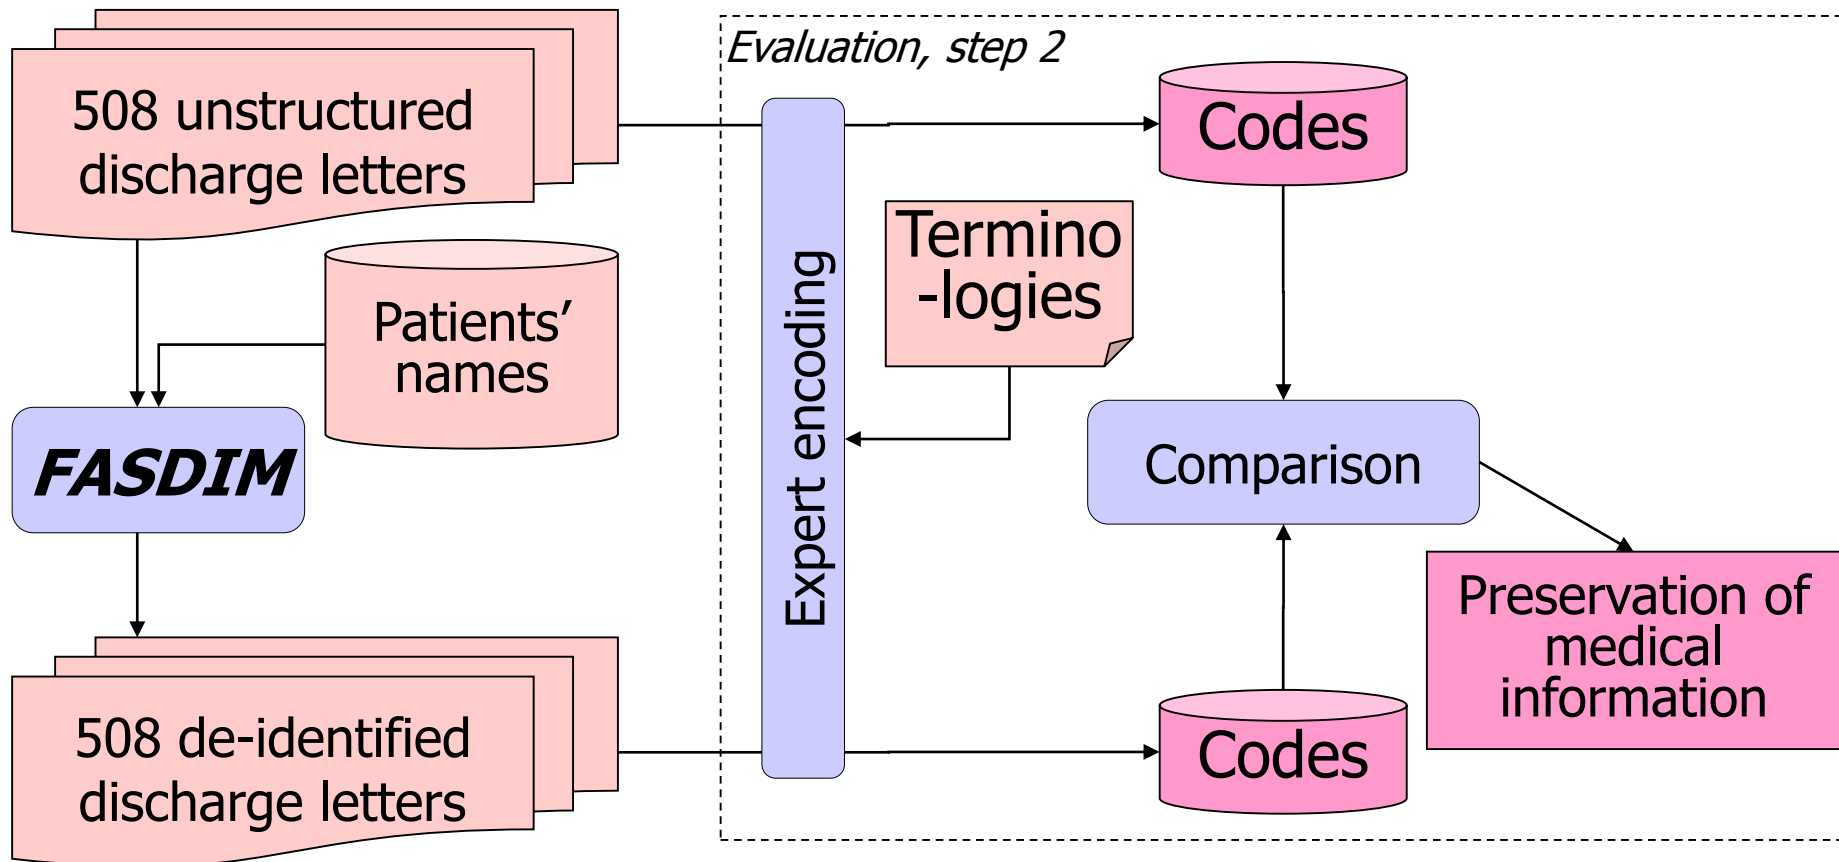 Evaluation, step 2
508 unstructured
discharge letters
Codes
Termino
-logies
Patients’
names
Expert encoding
FASDIM
Comparison
Preservation of
medical
information
508 de-identified
discharge letters
Codes